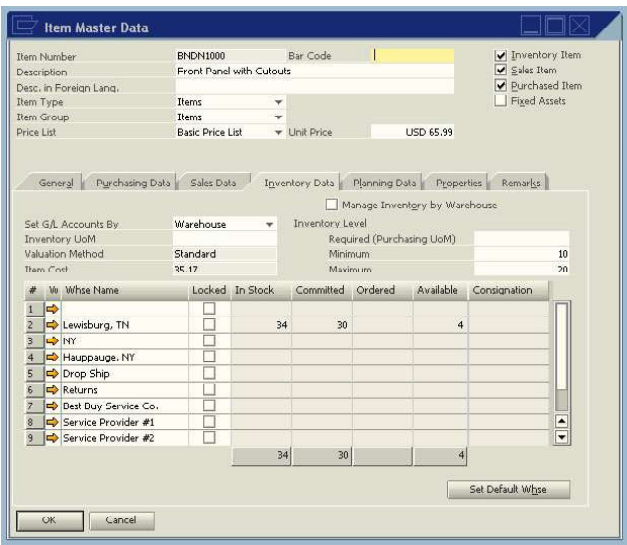 Item Master Data
Item Number BNDN1000 Bar Code
Inventory Item
Description Front Panel with Cutouts
Sales Item
Desc. in Foreign Lang.
Purchased Item
Item Type Items
Fixed Assets
Item Group Items
Price List Basic Price List Unit Price USD 65.99
General Purchasing Data Sales Data Inventory Data Planning Data Properties Remarks
Manage Inventory by Warehouse
Set G/L Accounts By Warehouse Inventory Level
Inventory UoM Required (Purchasing UoM)
Valuation Method Standard Minimum 10
Item Cost 35.17 Maximum 20
# W Whse Name Locked In Stock Committed Ordered Available Consignation
1
2 Lewisburg, TN 34 30 4
3 NY
4 Hauppauge, NY
5 Drop Ship
6 Returns
7 Best Buy Service Co.
8 Service Provider #1
9 Service Provider #2
34 30 4
Set Default Whse
OK Cancel